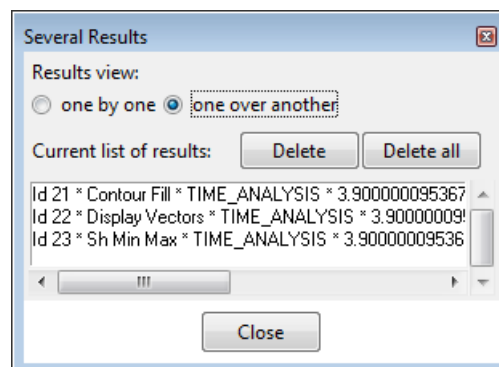 Several Results
Results view:
one by one one over another
Current list of results: Delete Delete all
Id 21 * Contour Fill * TIME_ANALYSIS * 3.900000095367
Id 22 * Display Vectors * TIME_ANALYSIS * 3.90000009
Id 23 * Sh Min Max * TIME_ANALYSIS * 3.90000009536
Close